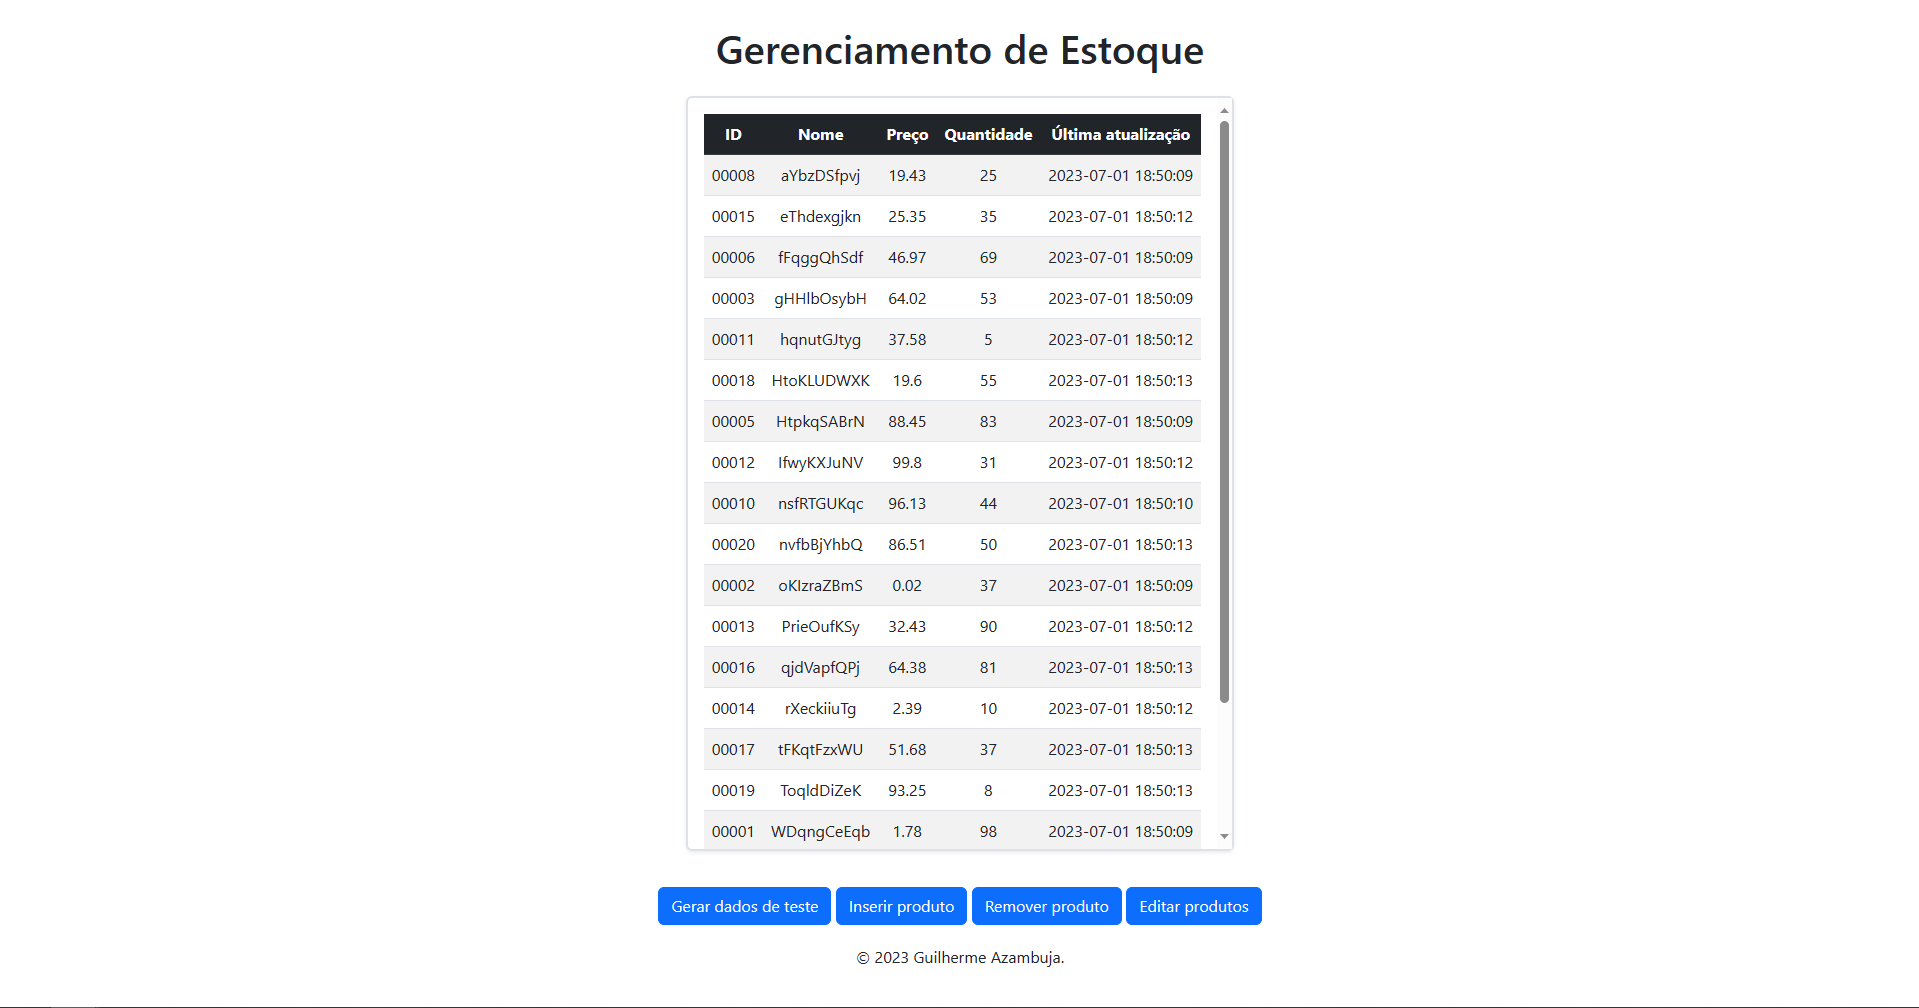 Gerenciamento de Estoque
ID Nome Preço Quantidade Última atualização
00008 aYbzDSfpvj 19.43 25 2023-07-01 18:50:09
00015 eThdexgjkn 25.35 35 2023-07-01 18:50:12
00006 fFqggQhSdf 46.97 69 2023-07-01 18:50:09
00003 gHHlbOsybH 64.02 53 2023-07-01 18:50:09
00011 hqnutGJtyg 37.58 5 2023-07-01 18:50:12
00018 HtoKLUDWXK 19.6 55 2023-07-01 18:50:13
00005 HtpkqSABrN 88.45 83 2023-07-01 18:50:09
00012 IfwyKXJuNV 99.8 31 2023-07-01 18:50:12
00010 nsfRTGUKqc 96.13 44 2023-07-01 18:50:10
00020 nvfbBjYhbQ 86.51 50 2023-07-01 18:50:13
00002 oKIzraZBmS 0.02 37 2023-07-01 18:50:09
00013 PrieOufKSy 32.43 90 2023-07-01 18:50:12
00016 qjdVapfQPj 64.38 81 2023-07-01 18:50:13
00014 rXeckiiuTg 2.39 10 2023-07-01 18:50:12
00017 tFKqtFzxWU 51.68 37 2023-07-01 18:50:13
00019 ToqldDiZeK 93.25 8 2023-07-01 18:50:13
00001 WDqngCeEqb 1.78 98 2023-07-01 18:50:09
Gerar dados de teste Inserir produto Remover produto Editar produtos
© 2023 Guilherme Azambuja.